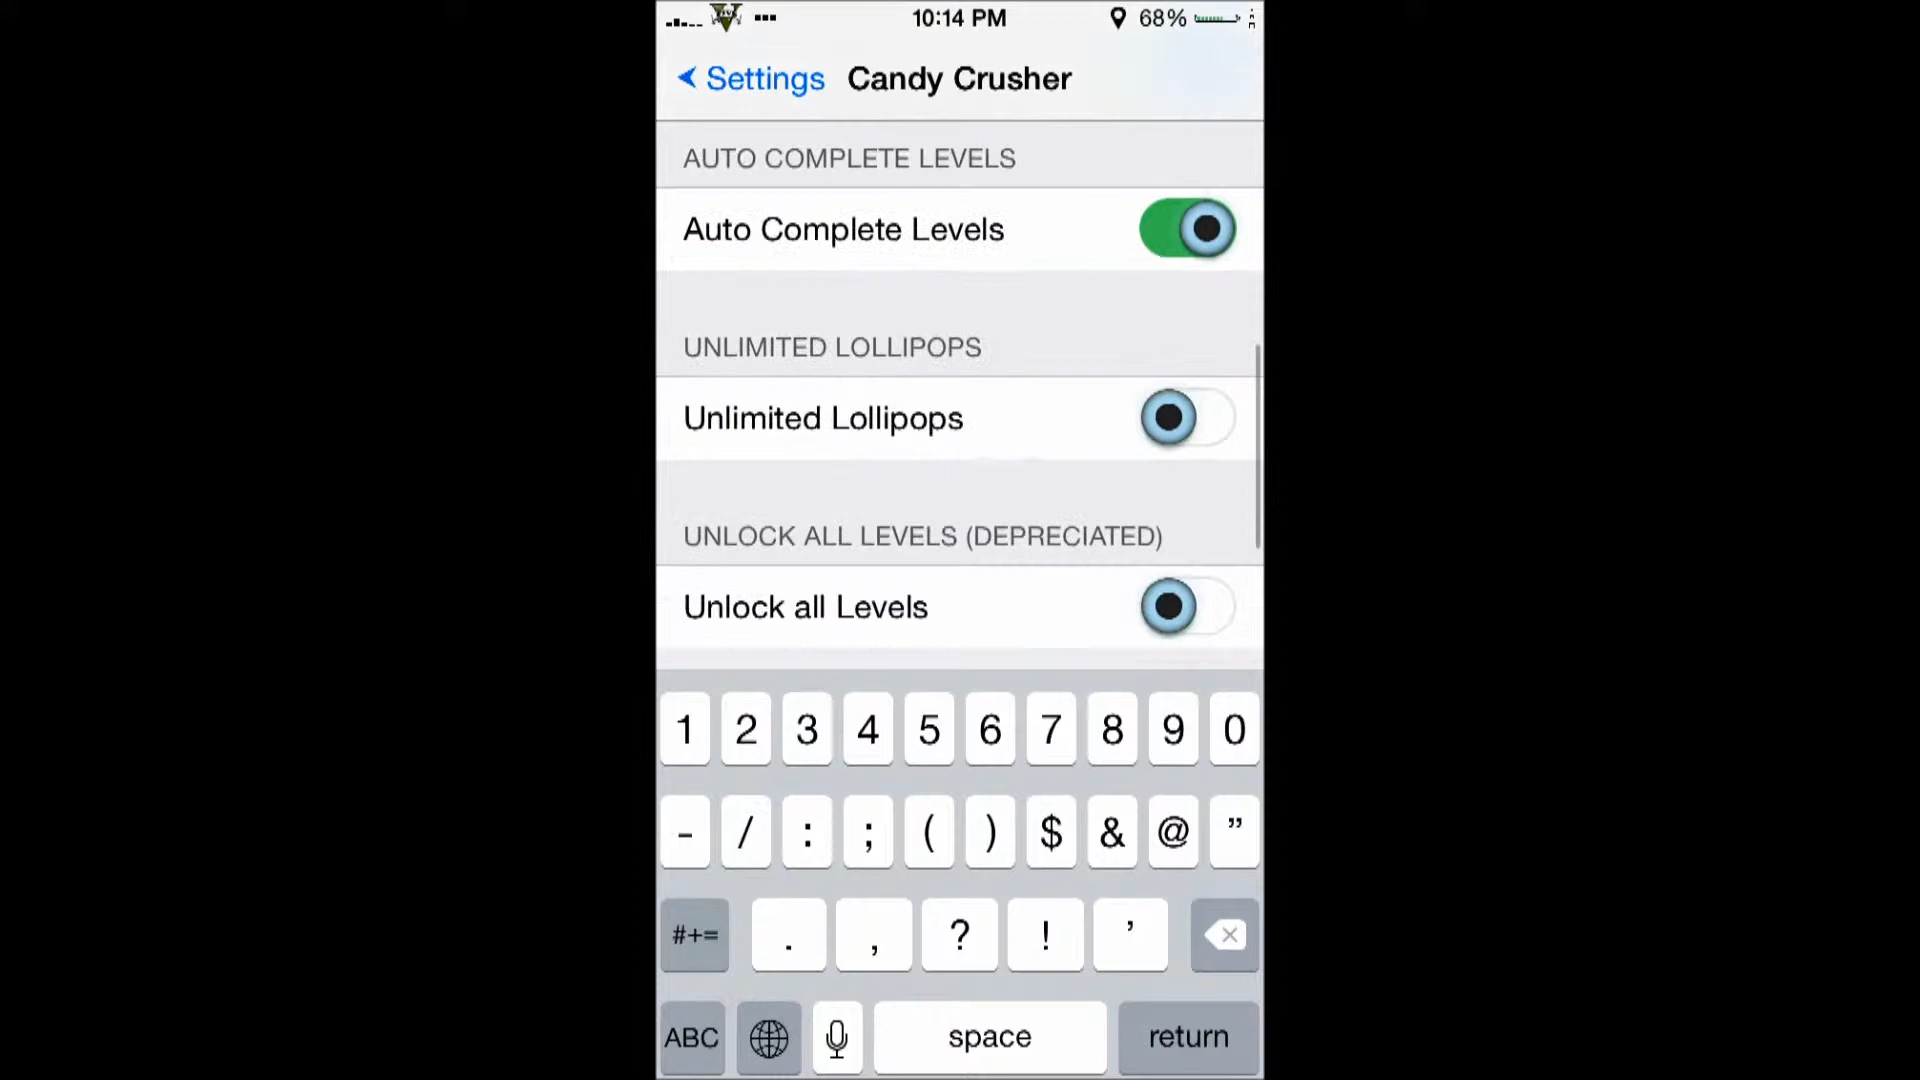 10:14 PM 68%
Settings Candy Crusher
AUTO COMPLETE LEVELS
Auto Complete Levels
UNLIMITED LOLLIPOPS
Unlimited Lollipops
UNLOCK ALL LEVELS (DEPRECIATED)
Unlock all Levels
1 2 3 4 5 6 7 8 9 0
- / : ; ( ) $ & @ ”
#+= . , ? ! ’
ABC space return